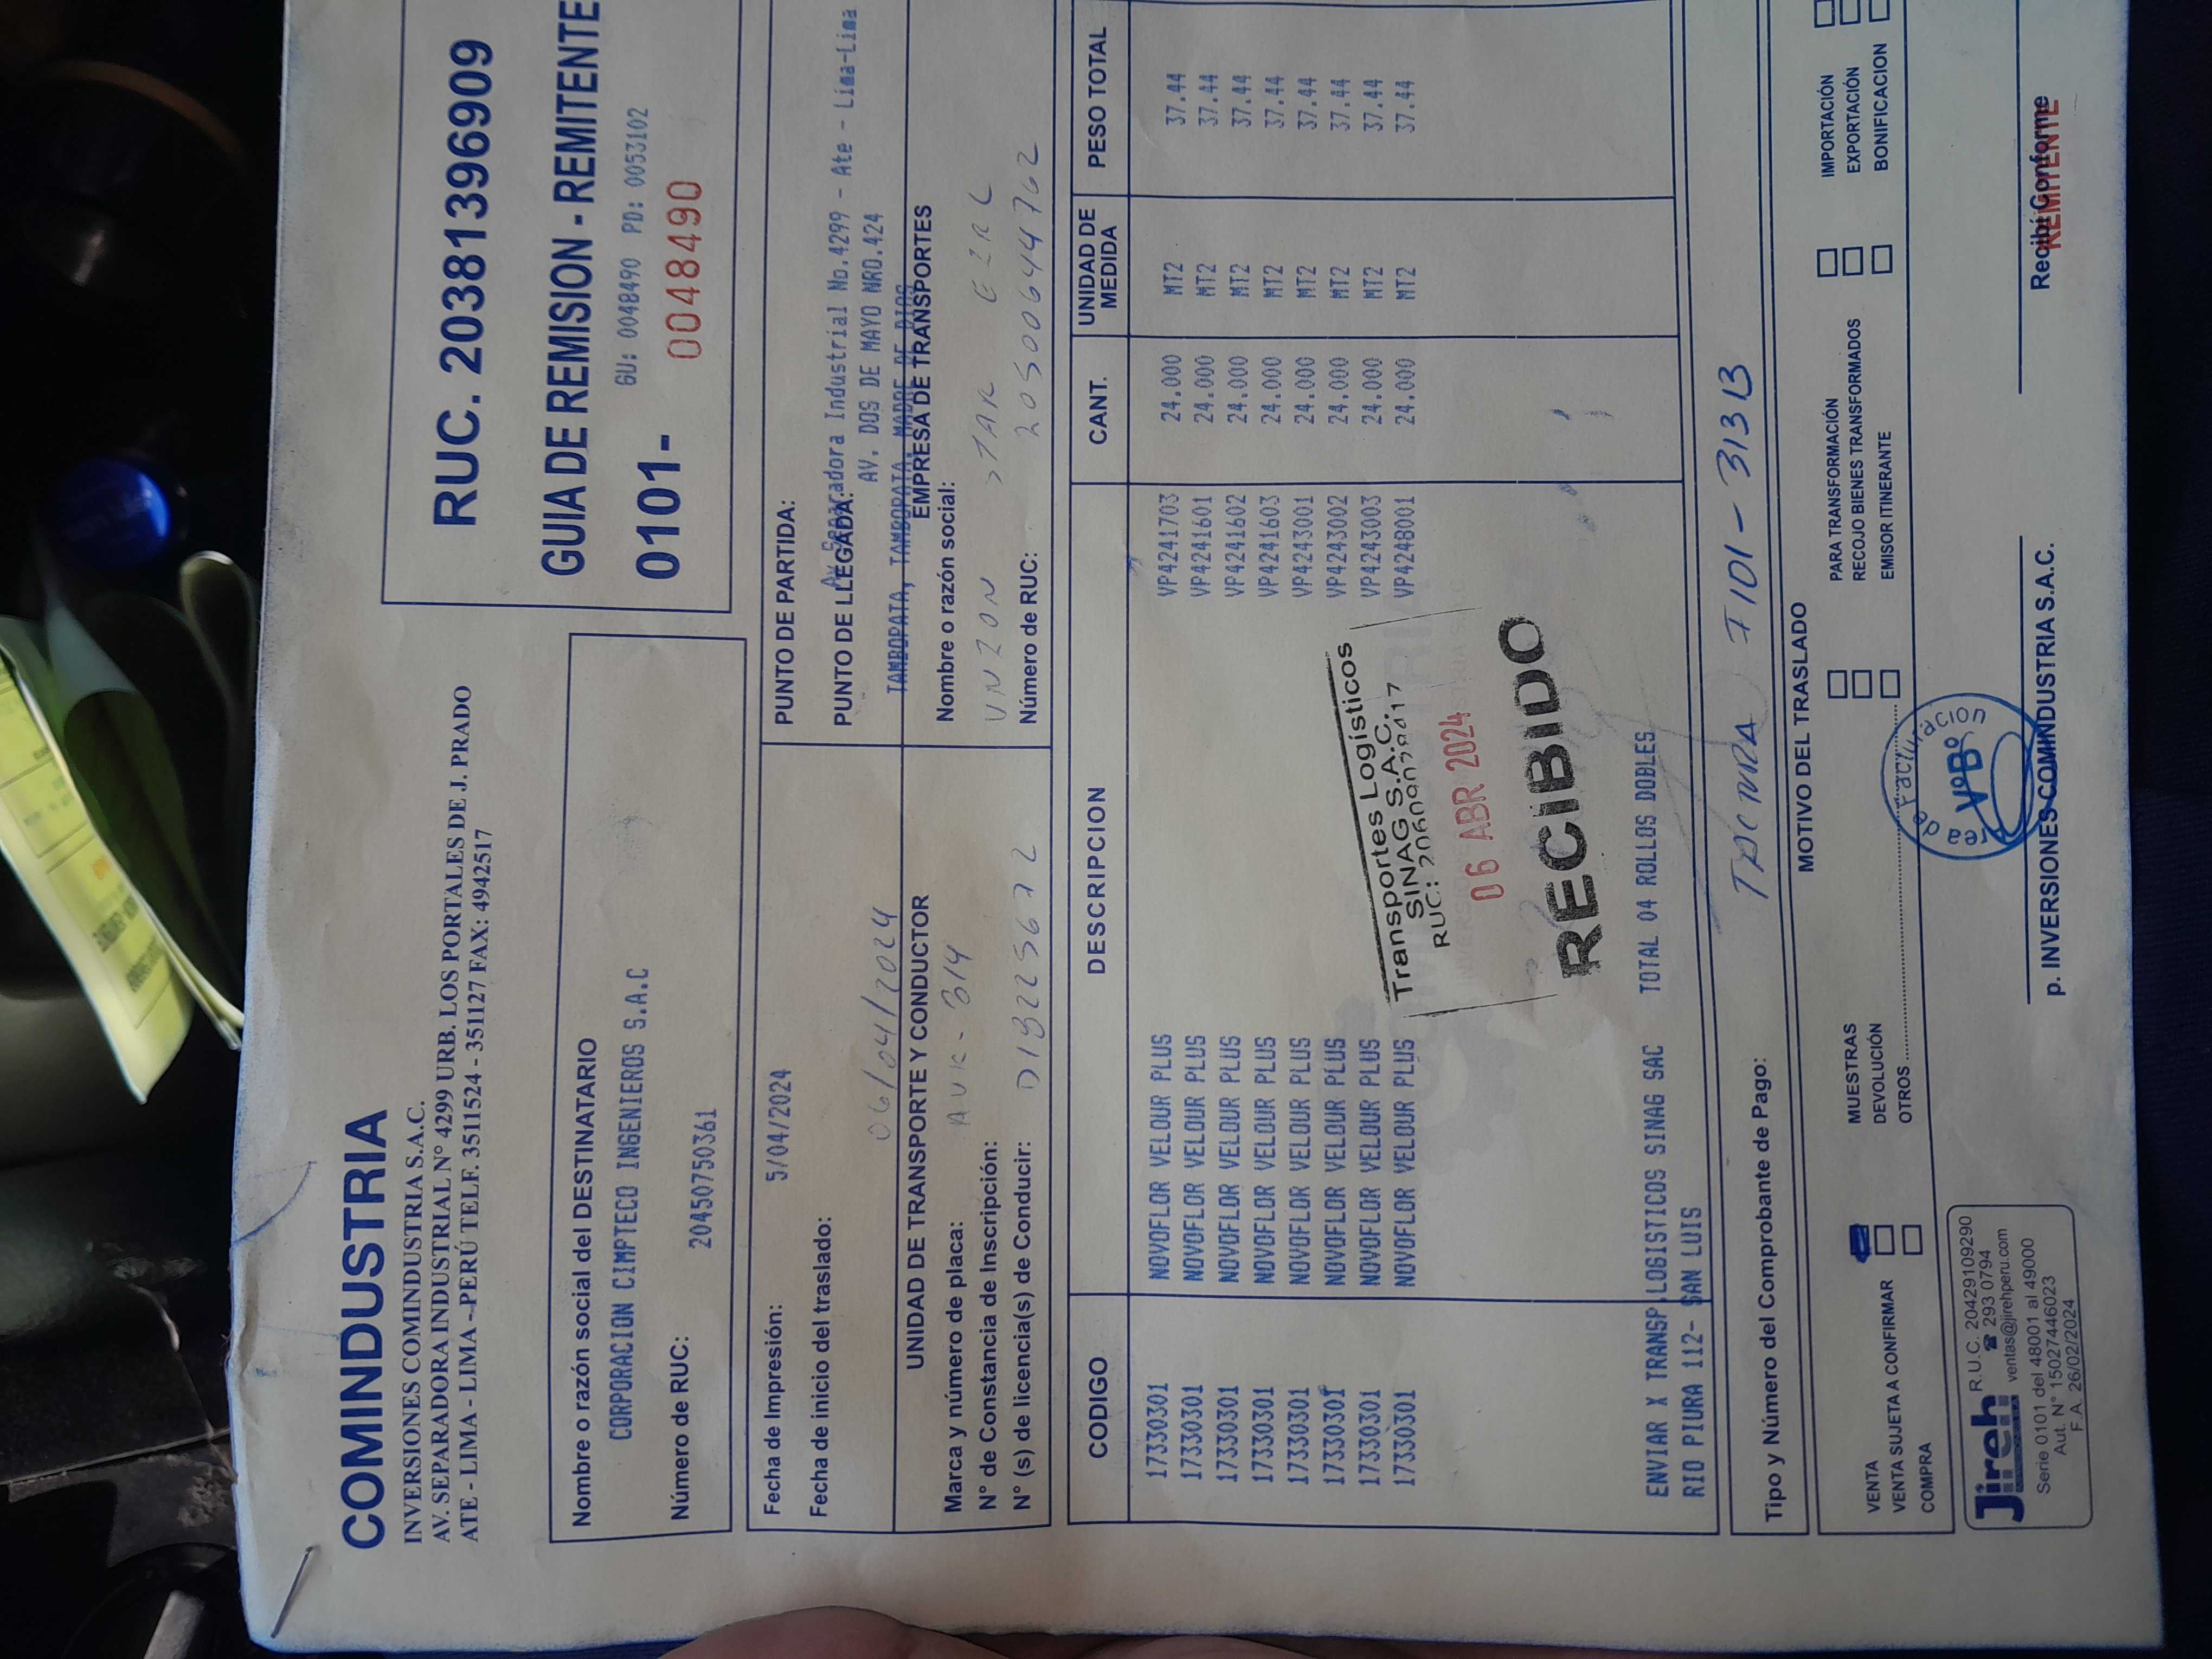 COMINDUSTRIA
INVERSIONES COMINDUSTRIA S.A.C.
AV. SEPARADORA INDUSTRIAL N° 4299 URB. LOS PORTALES DE J. PRADO
ATE - LIMA - LIMA - PERÚ TELF. 3511524 - 351127 FAX: 4942517
RUC. 20381396909
GUIA DE REMISION - REMITENTE
GU: 0048490 PD: 0053102
0101- 0048490
Nombre o razón social del DESTINATARIO
CORPORACION CIMPTECO INGENIEROS S.A.C
Número de RUC: 20450750361
Fecha de Impresión: 5/04/2024
Fecha de inicio del traslado:
06/04/2024
PUNTO DE PARTIDA:
Av. Separadora Industrial No.4299 - Ate - Lima-Lima
PUNTO DE LLEGADA:
AV. DOS DE MAYO NRO.424
TAMBOPATA, TAMBOPATA, MADRE DE DIOS
UNIDAD DE TRANSPORTE Y CONDUCTOR
Marca y número de placa:
N° de Constancia de Inscripción:
N° (s) de licencia(s) de Conducir:
EMPRESA DE TRANSPORTES
Nombre o razón social:
STAR
Número de RUC:
CODIGO DESCRIPCION CANT. UNIDAD DE MEDIDA PESO TOTAL
17330301 NOVOFLOR VELOUR PLUS VP4241703 24.000 MT2 37.44
17330301 NOVOFLOR VELOUR PLUS VP4241601 24.000 MT2 37.44
17330301 NOVOFLOR VELOUR PLUS VP4241602 24.000 MT2 37.44
17330301 NOVOFLOR VELOUR PLUS VP4241603 24.000 MT2 37.44
17330301 NOVOFLOR VELOUR PLUS VP4243001 24.000 MT2 37.44
17330301 NOVOFLOR VELOUR PLUS VP4243002 24.000 MT2 37.44
17330301 NOVOFLOR VELOUR PLUS VP4243003 24.000 MT2 37.44
17330301 NOVOFLOR VELOUR PLUS VP4248001 24.000 MT2 37.44
Transportes Logísticos
SINAG S.A.C.
RUC.:
06 ABR 2024
RECIBIDO
ENVIAR X TRANSP.LOGISTICOS SINAG SAC TOTAL 04 ROLLOS DOBLES
RIO PIURA 112- SAN LUIS
Tipo y Número del Comprobante de Pago: F101-31313
MOTIVO DEL TRASLADO
VENTA
VENTA SUJETA A CONFIRMAR
COMPRA
MUESTRAS
DEVOLUCIÓN
OTROS
PARA TRANSFORMACIÓN
RECOJO BIENES TRANSFORMADOS
EMISOR ITINERANTE
IMPORTACIÓN
EXPORTACIÓN
BONIFICACION
Facturación
VºBº
Jireh R.U.C. 20429109290
☎ 293 0794
ventas@jirehperu.com
Serie 0101 del 48001 al 49000
Aut. N° 15027446023
F.A. 26/02/2024
p. INVERSIONES COMINDUSTRIA S.A.C.
Recibí Conforme
REMITENTE